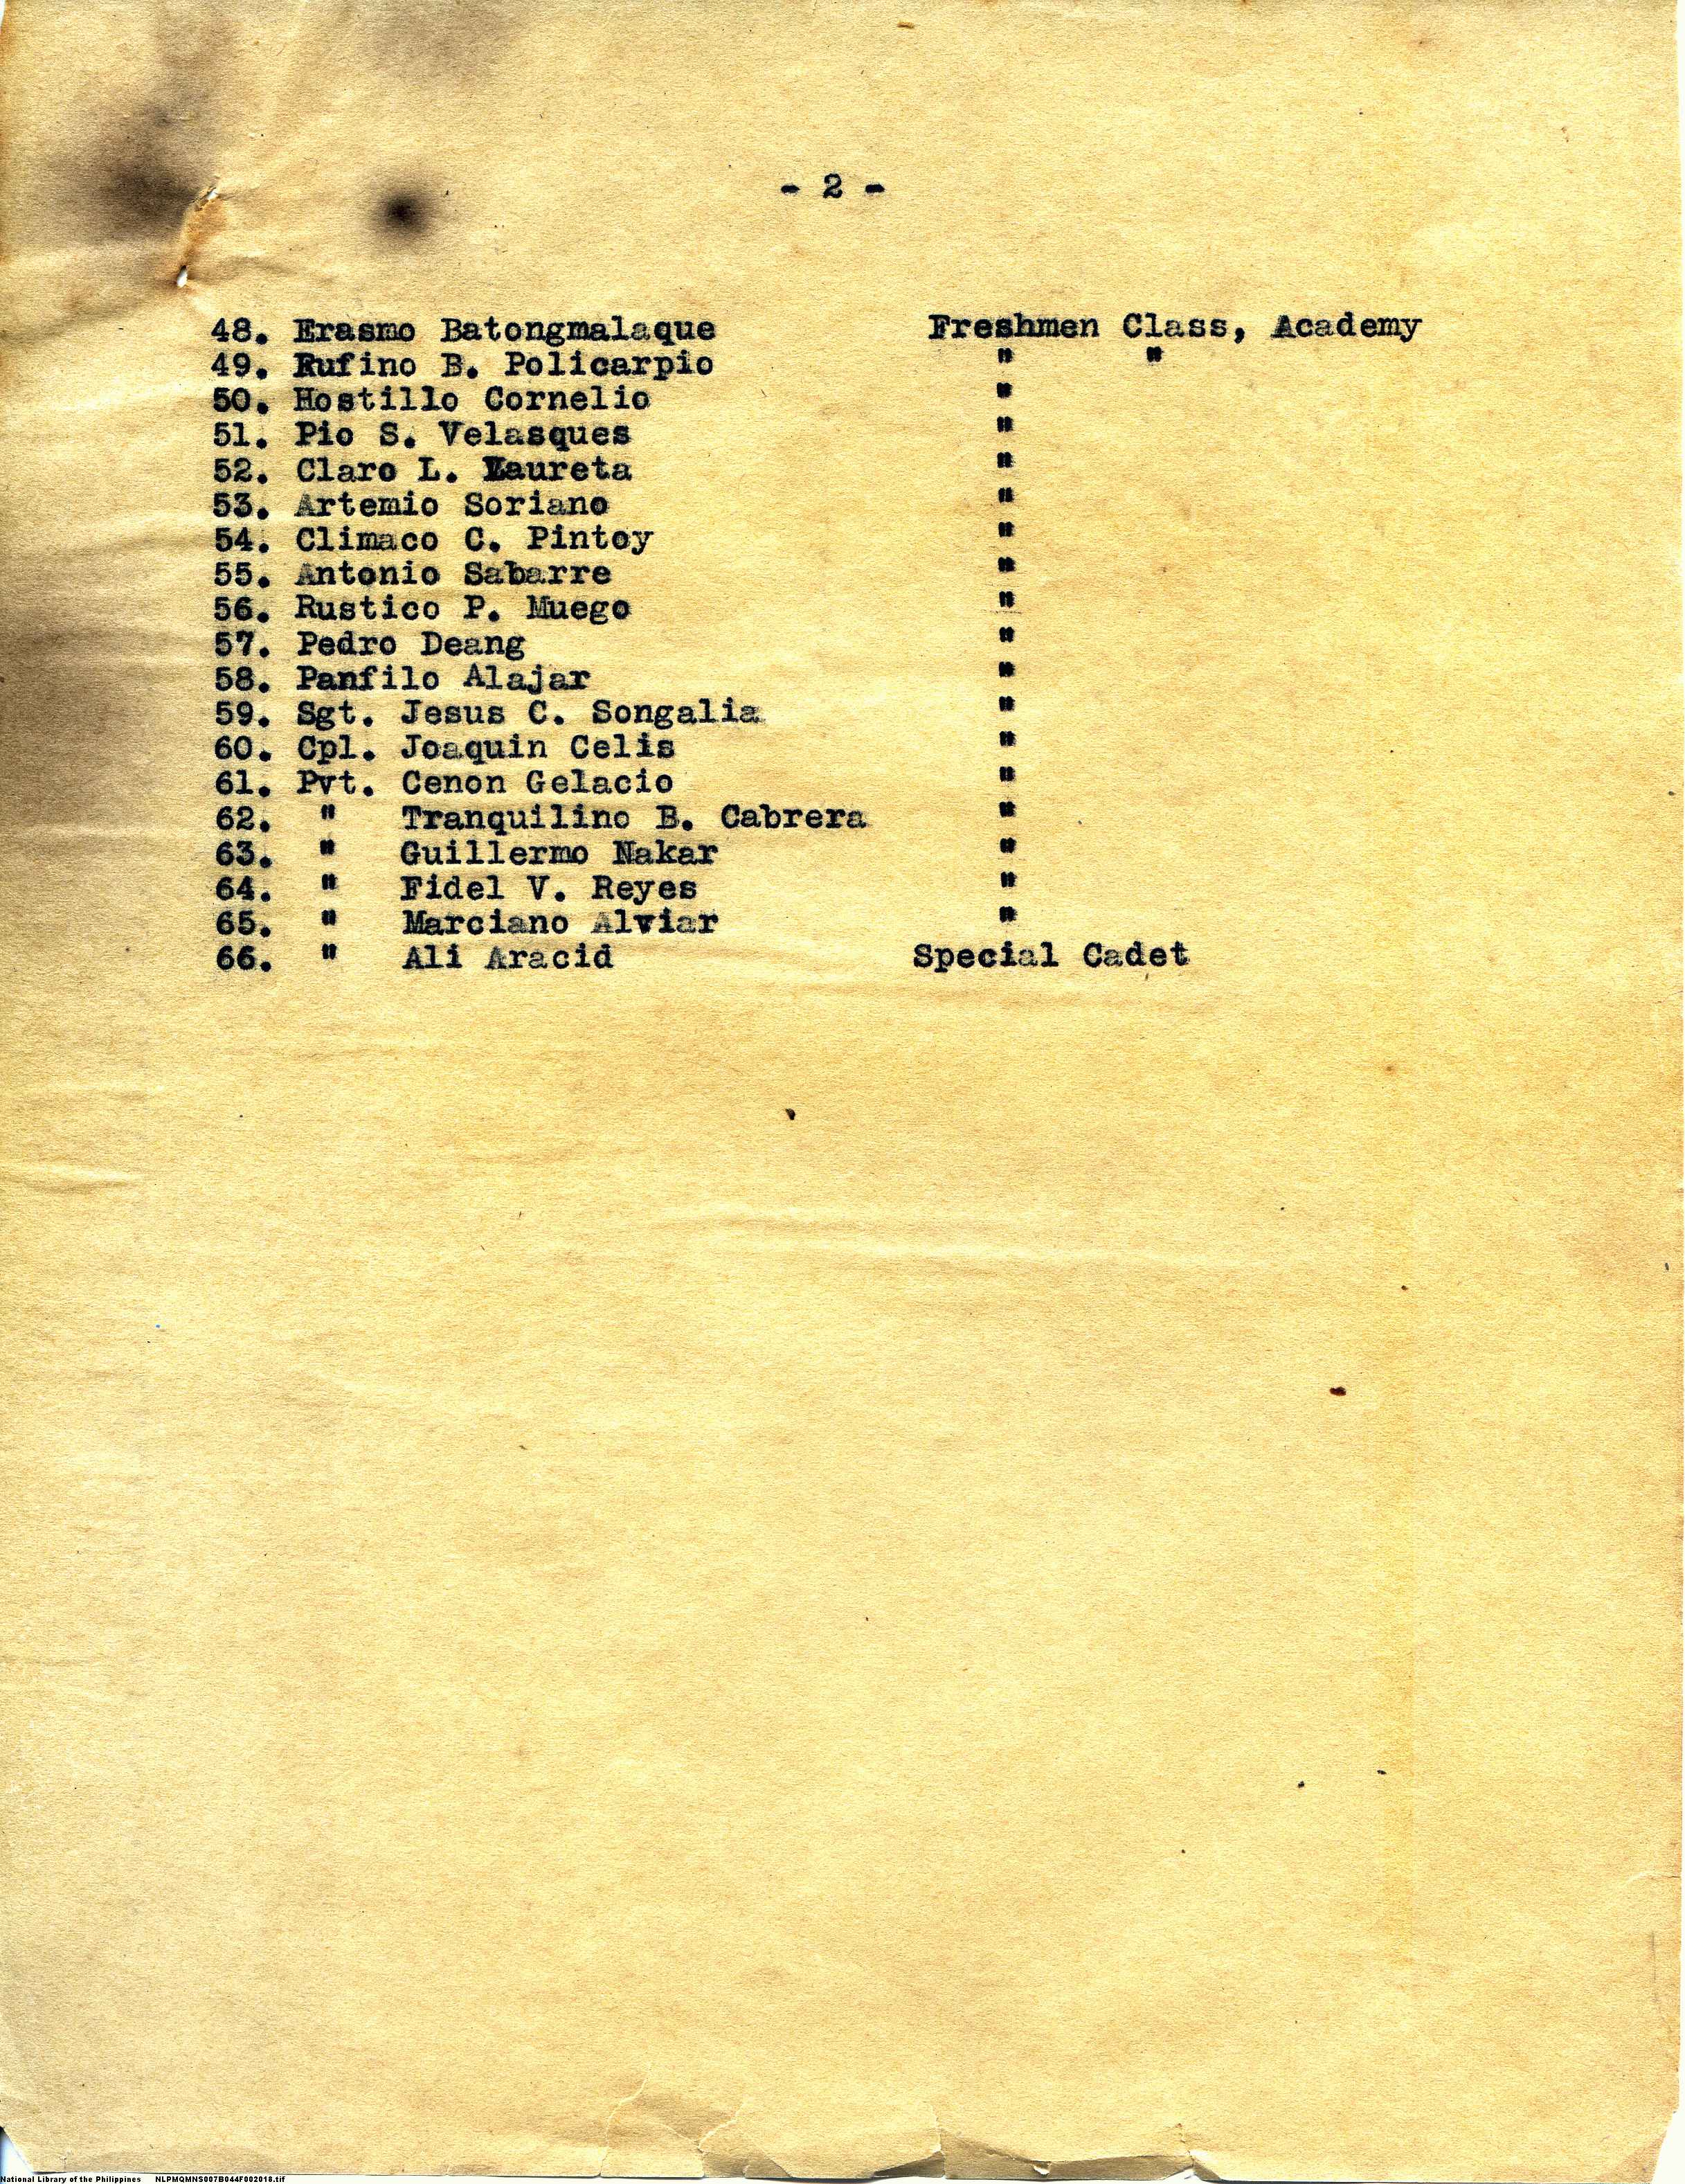 - 2 -
48. Erasmo Batongmalaque Freshmen Class, Academy
49. Rufino B. Policarpio " "
50. Hostillo Cornelio "
51. Pio S. Velasques "
52. Claro L. Laureta "
53. Artemio Soriano "
54. Climaco C. Pintoy "
55. Antonio Sabarre "
56. Rustico P. Muego "
57. Pedro Deang "
58. Panfilo Alajar "
59. Sgt. Jesus C. Songalia "
60. Cpl. Joaquin Celis "
61. Pvt. Cenon Gelacio "
62. " Tranquilino B. Cabrera "
63. " Guillermo Nakar "
64. " Fidel V. Reyes "
65. " Marciano Alviar "
66. " Ali Aracid Special Cadet
National Library of the Philippines NLPMQMNS007B044F002018.tif